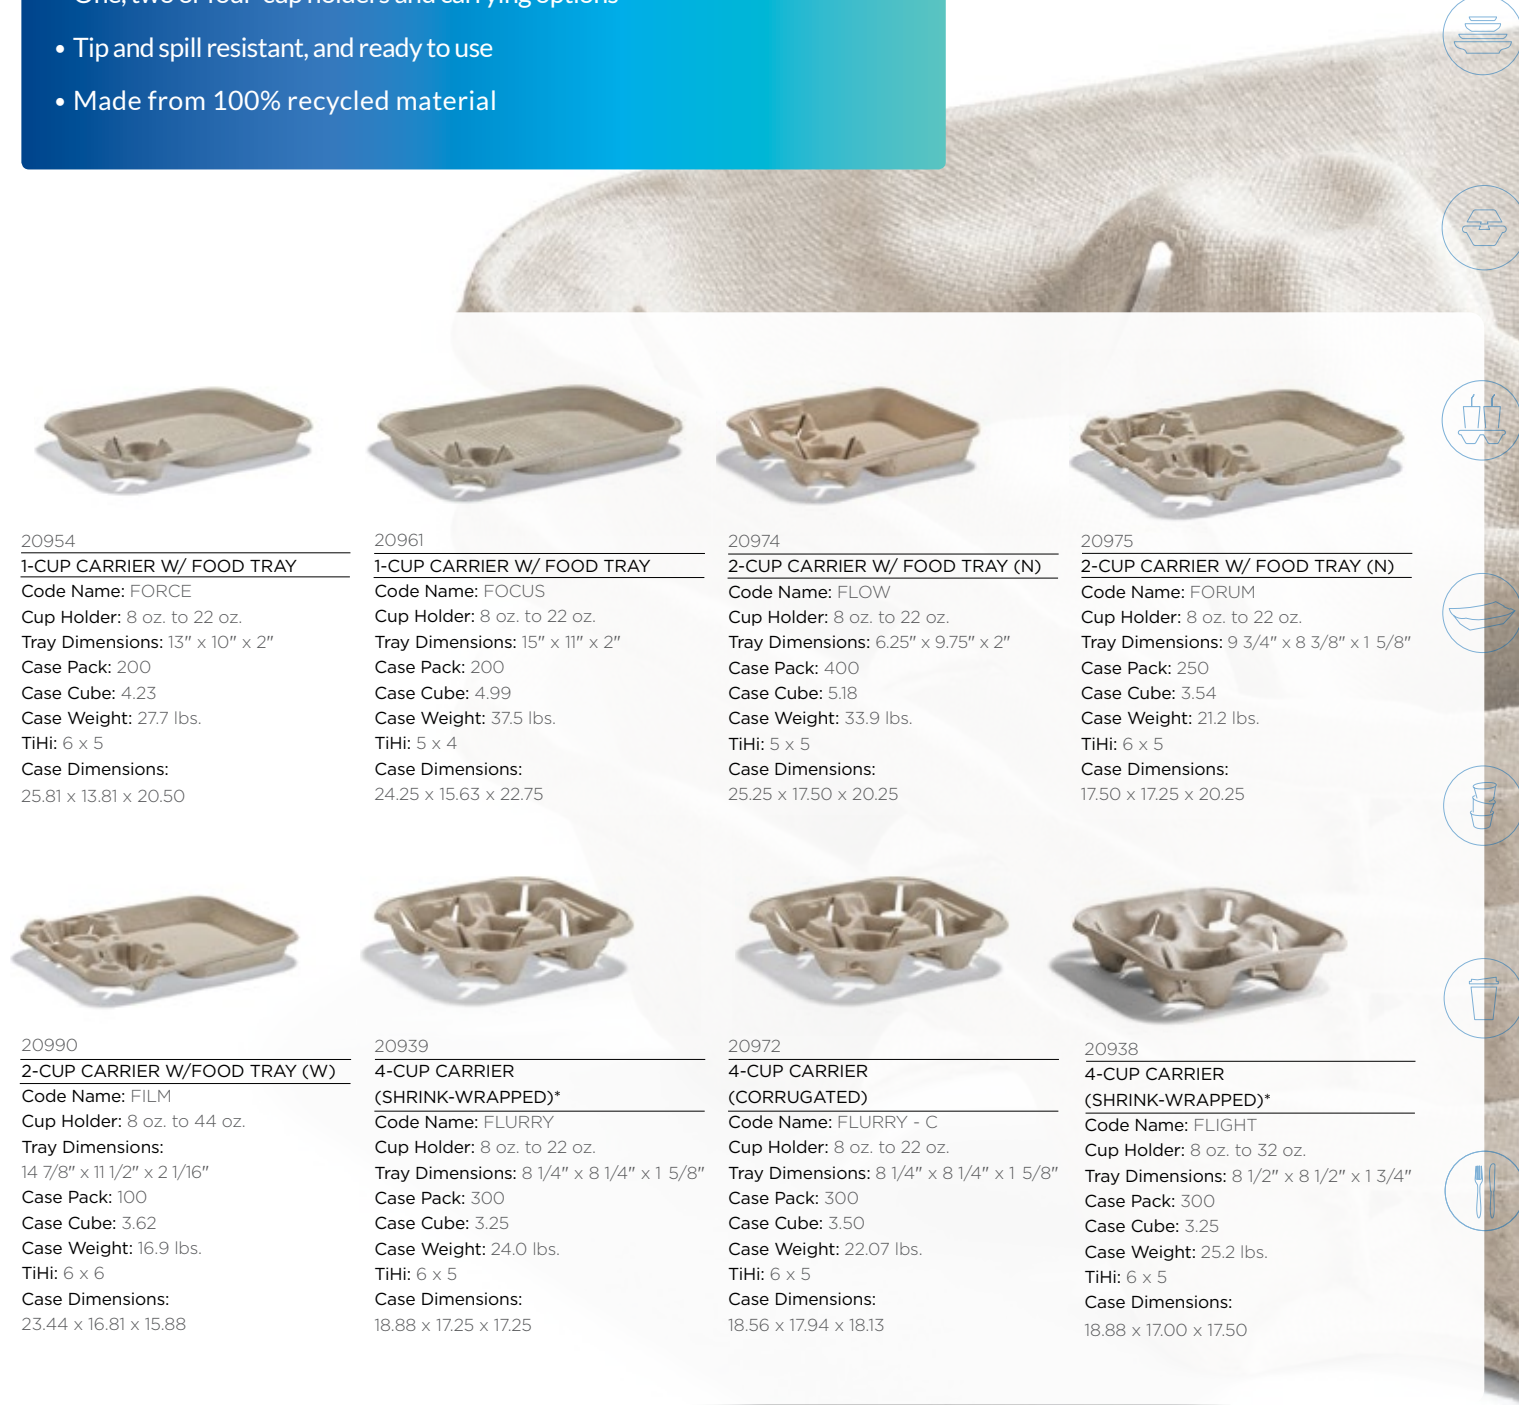 One, two or four-cup holders and carrying options
• Tip and spill resistant, and ready to use
• Made from 100% recycled material
20954
1-CUP CARRIER W/ FOOD TRAY
Code Name: FORCE
Cup Holder: 8 oz. to 22 oz.
Tray Dimensions: 13" x 10" x 2"
Case Pack: 200
Case Cube: 4.23
Case Weight: 27.7 lbs.
TiHi: 6 x 5
Case Dimensions:
25.81 x 13.81 x 20.50
20961
1-CUP CARRIER W/ FOOD TRAY
Code Name: FOCUS
Cup Holder: 8 oz. to 22 oz.
Tray Dimensions: 15" x 11" x 2"
Case Pack: 200
Case Cube: 4.99
Case Weight: 37.5 lbs.
TiHi: 5 x 4
Case Dimensions:
24.25 x 15.63 x 22.75
20974
2-CUP CARRIER W/ FOOD TRAY (N)
Code Name: FLOW
Cup Holder: 8 oz. to 22 oz.
Tray Dimensions: 6.25" x 9.75" x 2"
Case Pack: 400
Case Cube: 5.18
Case Weight: 33.9 lbs.
TiHi: 5 x 5
Case Dimensions:
25.25 x 17.50 x 20.25
20975
2-CUP CARRIER W/ FOOD TRAY (N)
Code Name: FORUM
Cup Holder: 8 oz. to 22 oz.
Tray Dimensions: 9 3/4" x 8 3/8" x 1 5/8"
Case Pack: 250
Case Cube: 3.54
Case Weight: 21.2 lbs.
TiHi: 6 x 5
Case Dimensions:
17.50 x 17.25 x 20.25
20990
2-CUP CARRIER W/FOOD TRAY (W)
Code Name: FILM
Cup Holder: 8 oz. to 44 oz.
Tray Dimensions:
14 7/8" x 11 1/2" x 2 1/16"
Case Pack: 100
Case Cube: 3.62
Case Weight: 16.9 lbs.
TiHi: 6 x 6
Case Dimensions:
23.44 x 16.81 x 15.88
20939
4-CUP CARRIER
(SHRINK-WRAPPED)*
Code Name: FLURRY
Cup Holder: 8 oz. to 22 oz.
Tray Dimensions: 8 1/4" x 8 1/4" x 1 5/8"
Case Pack: 300
Case Cube: 3.25
Case Weight: 24.0 lbs.
TiHi: 6 x 5
Case Dimensions:
18.88 x 17.25 x 17.25
20972
4-CUP CARRIER
(CORRUGATED)
Code Name: FLURRY - C
Cup Holder: 8 oz. to 22 oz.
Tray Dimensions: 8 1/4" x 8 1/4" x 1 5/8"
Case Pack: 300
Case Cube: 3.50
Case Weight: 22.07 lbs.
TiHi: 6 x 5
Case Dimensions:
18.56 x 17.94 x 18.13
20938
4-CUP CARRIER
(SHRINK-WRAPPED)*
Code Name: FLIGHT
Cup Holder: 8 oz. to 32 oz.
Tray Dimensions: 8 1/2" x 8 1/2" x 1 3/4"
Case Pack: 300
Case Cube: 3.25
Case Weight: 25.2 lbs.
TiHi: 6 x 5
Case Dimensions:
18.88 x 17.00 x 17.50